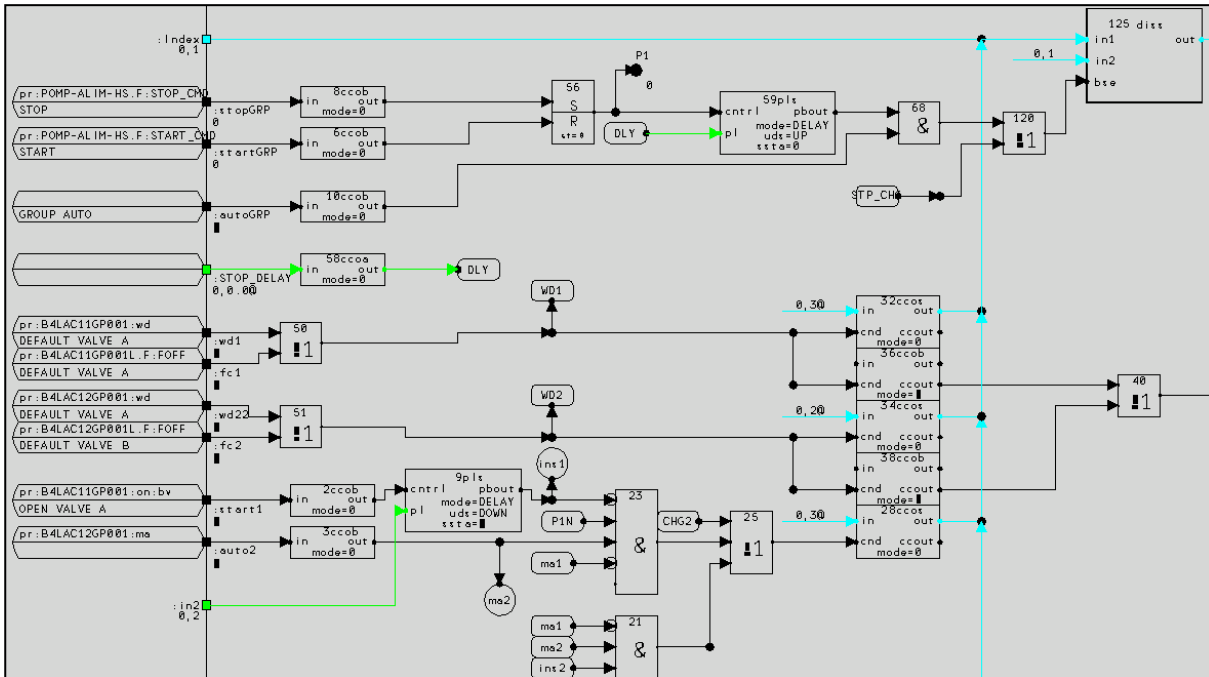 125 diss
:Index
0,1
in1
out
in2
0,1
bse
P1
0
pr:POMP-ALIM-HS.F:STOP_CMD
STOP
:stopGRP
0
8ccob
in out
mode=0
56
S
R
st=0
59pls
cntrl pbout
mode=DELAY
pl
uds=UP
ssta=0
DLY
68
&
120
!1
pr:POMP-ALIM-HS.F:START_CMD
START
:startGRP
0
6ccob
in out
mode=0
GROUP AUTO
:autoGRP
10ccob
in out
mode=0
STP_CH
:STOP_DELAY
0,0.0
58ccoa
in out
mode=0
DLY
WD1
pr:B4LAC11GP001:wd
DEFAULT VALVE A
:wd1
pr:B4LAC11GP001L.F:FOFF
DEFAULT VALVE A
:fc1
50
!1
0,3
32ccos
in out
cnd ccout
mode=0
36ccob
in out
cnd ccout
mode=
WD2
pr:B4LAC12GP001:wd
DEFAULT VALVE A
:wd22
pr:B4LAC12GP001L.F:FOFF
DEFAULT VALVE B
:fc2
51
!1
0,2
34ccos
in out
cnd ccout
mode=0
38ccob
in out
cnd ccout
mode=
40
!1
ins1
pr:B4LAC11GP001:on:bv
OPEN VALVE A
:start1
2ccob
in out
mode=0
9pls
cntrl pbout
mode=DELAY
pl
uds=DOWN
ssta=
23
&
P1N
ma1
CHG2
25
!1
0,3
28ccos
in out
cnd ccout
mode=0
pr:B4LAC12GP001:ma
:auto2
3ccob
in out
mode=0
ma2
:in2
0,2
ma1
ma2
ins2
21
&